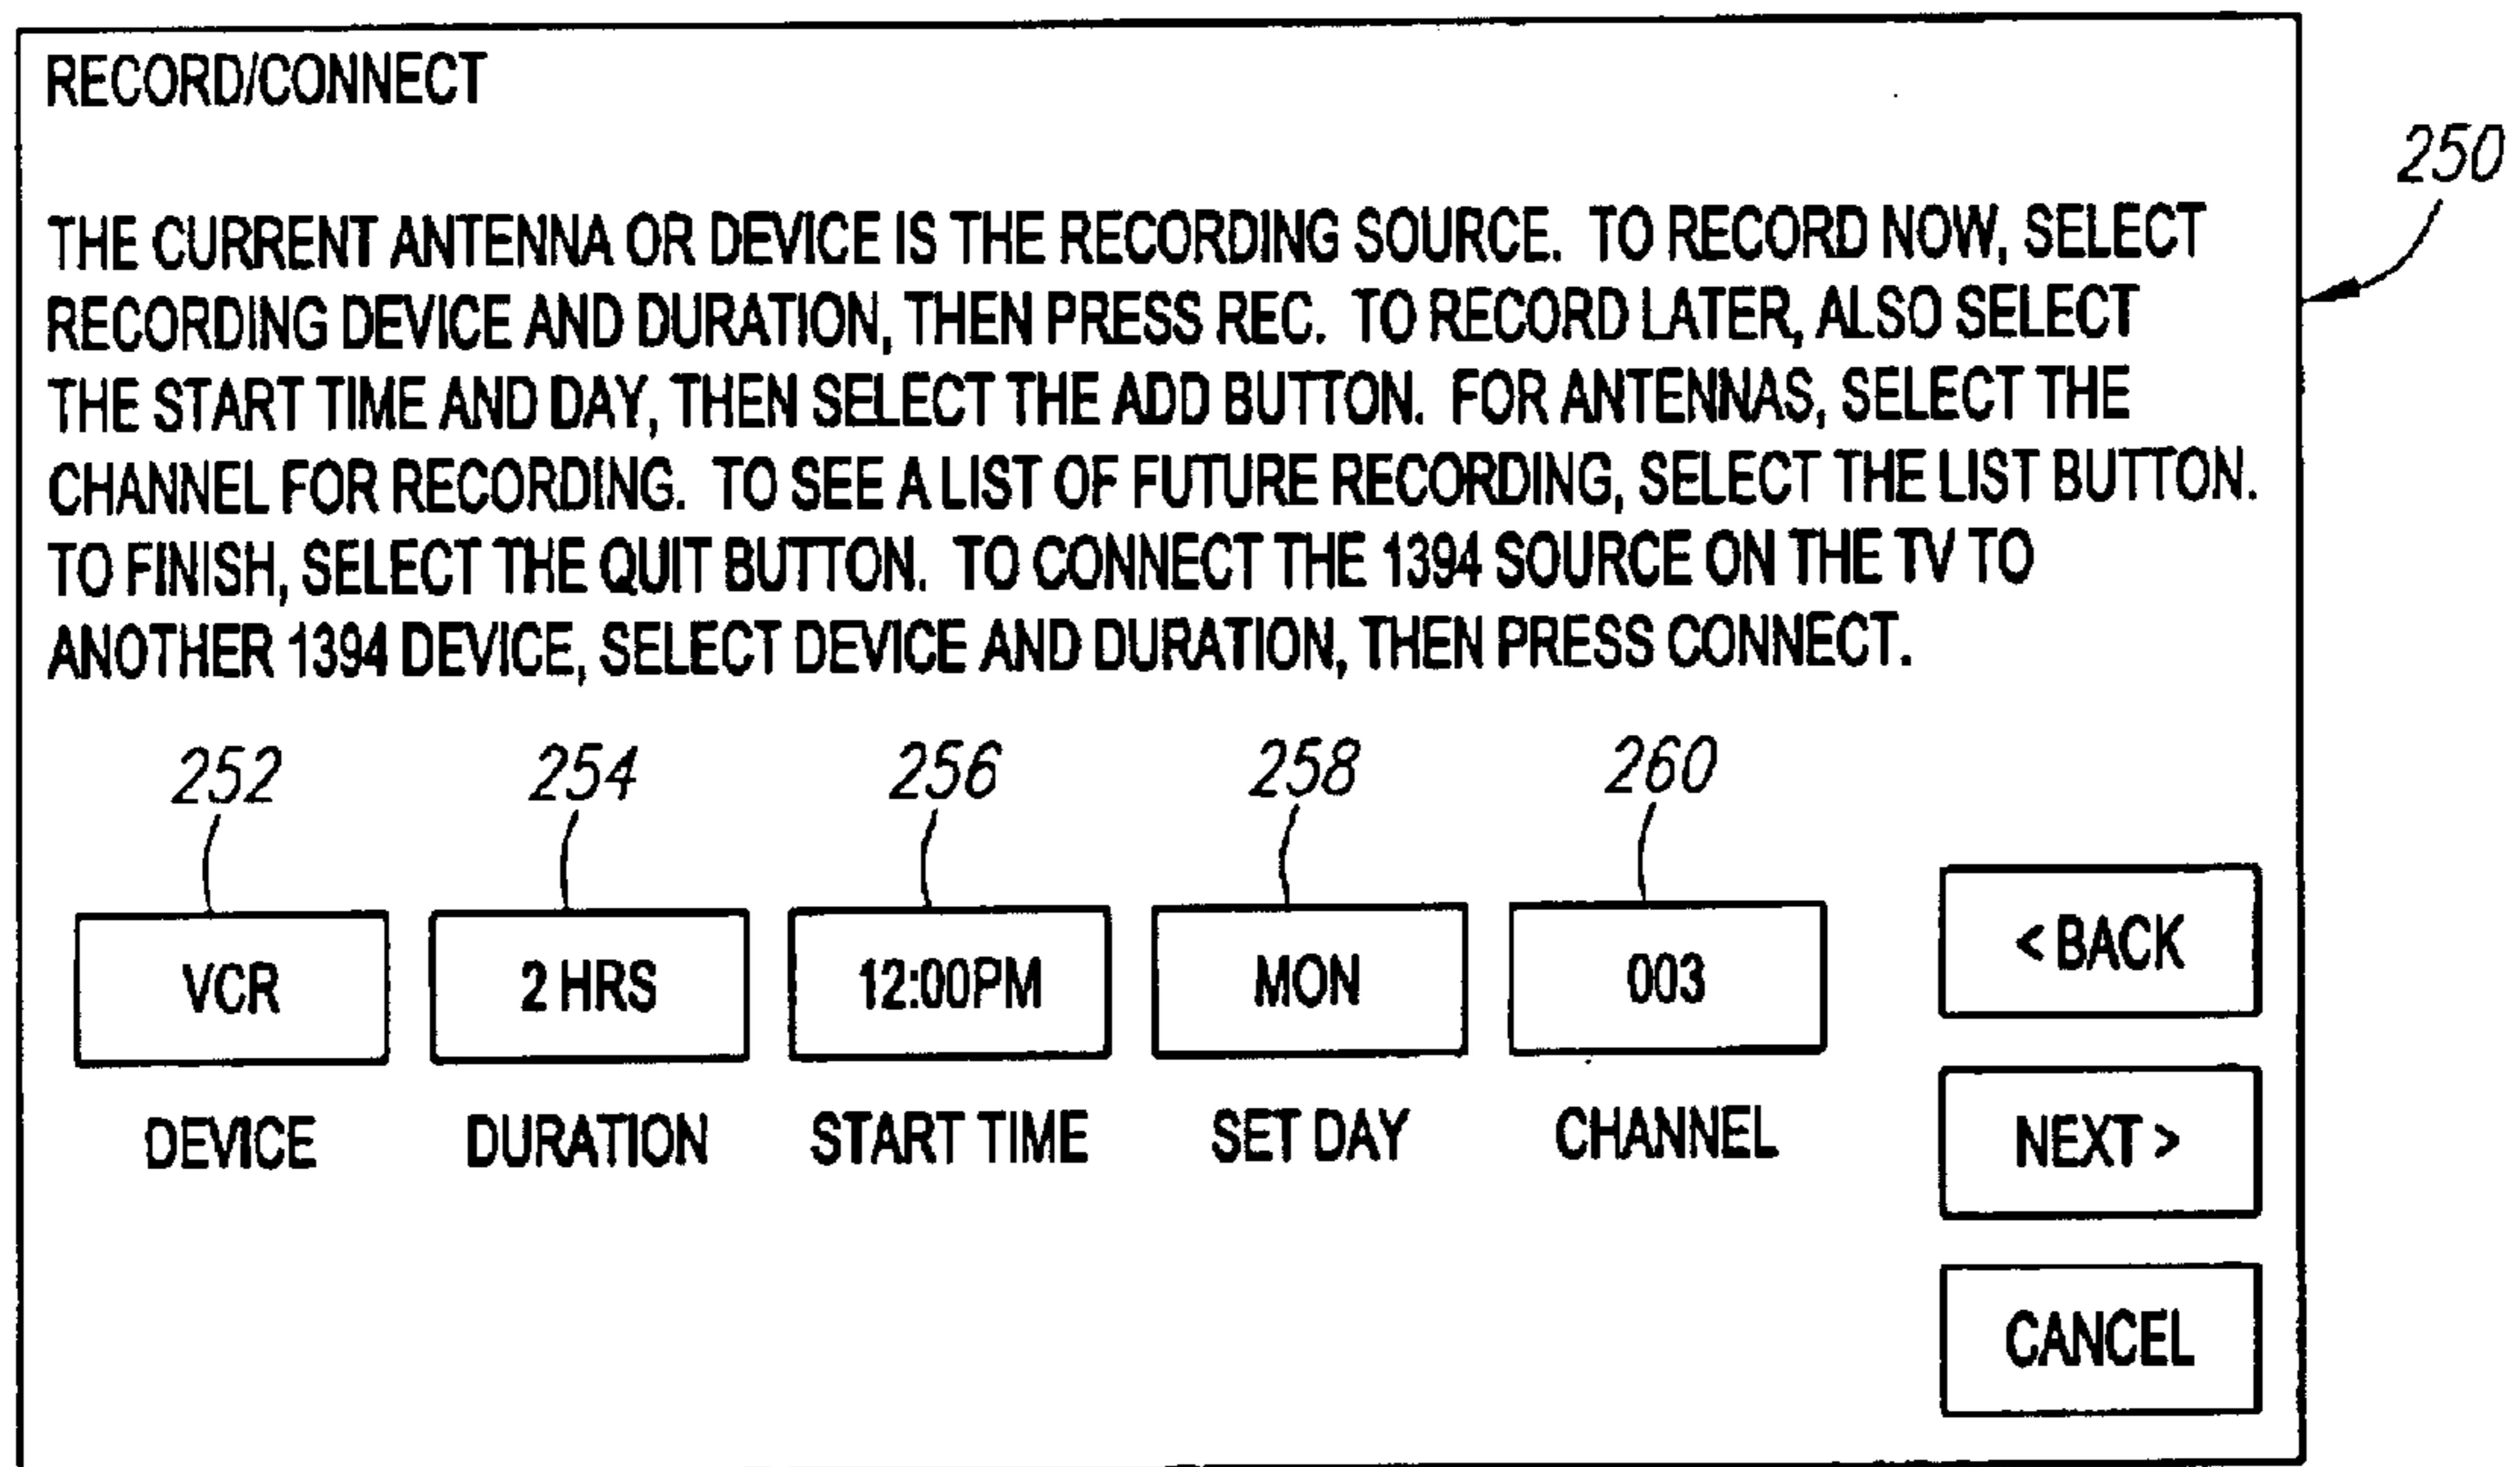 RECORD/CONNECT
250
THE CURRENT ANTENNA OR DEVICE IS THE RECORDING SOURCE. TO RECORD NOW, SELECT
RECORDING DEVICE AND DURATION, THEN PRESS REC. TO RECORD LATER, ALSO SELECT
THE START TIME AND DAY, THEN SELECT THE ADD BUTTON. FOR ANTENNAS, SELECT THE
CHANNEL FOR RECORDING. TO SEE A LIST OF FUTURE RECORDING, SELECT THE LIST BUTTON.
TO FINISH, SELECT THE QUIT BUTTON. TO CONNECT THE 1394 SOURCE ON THE TV TO
ANOTHER 1394 DEVICE, SELECT DEVICE AND DURATION, THEN PRESS CONNECT.
252 254 256 258 260
VCR 2 HRS 12:00PM MON 003 < BACK
DEVICE DURATION START TIME SET DAY CHANNEL NEXT >
CANCEL